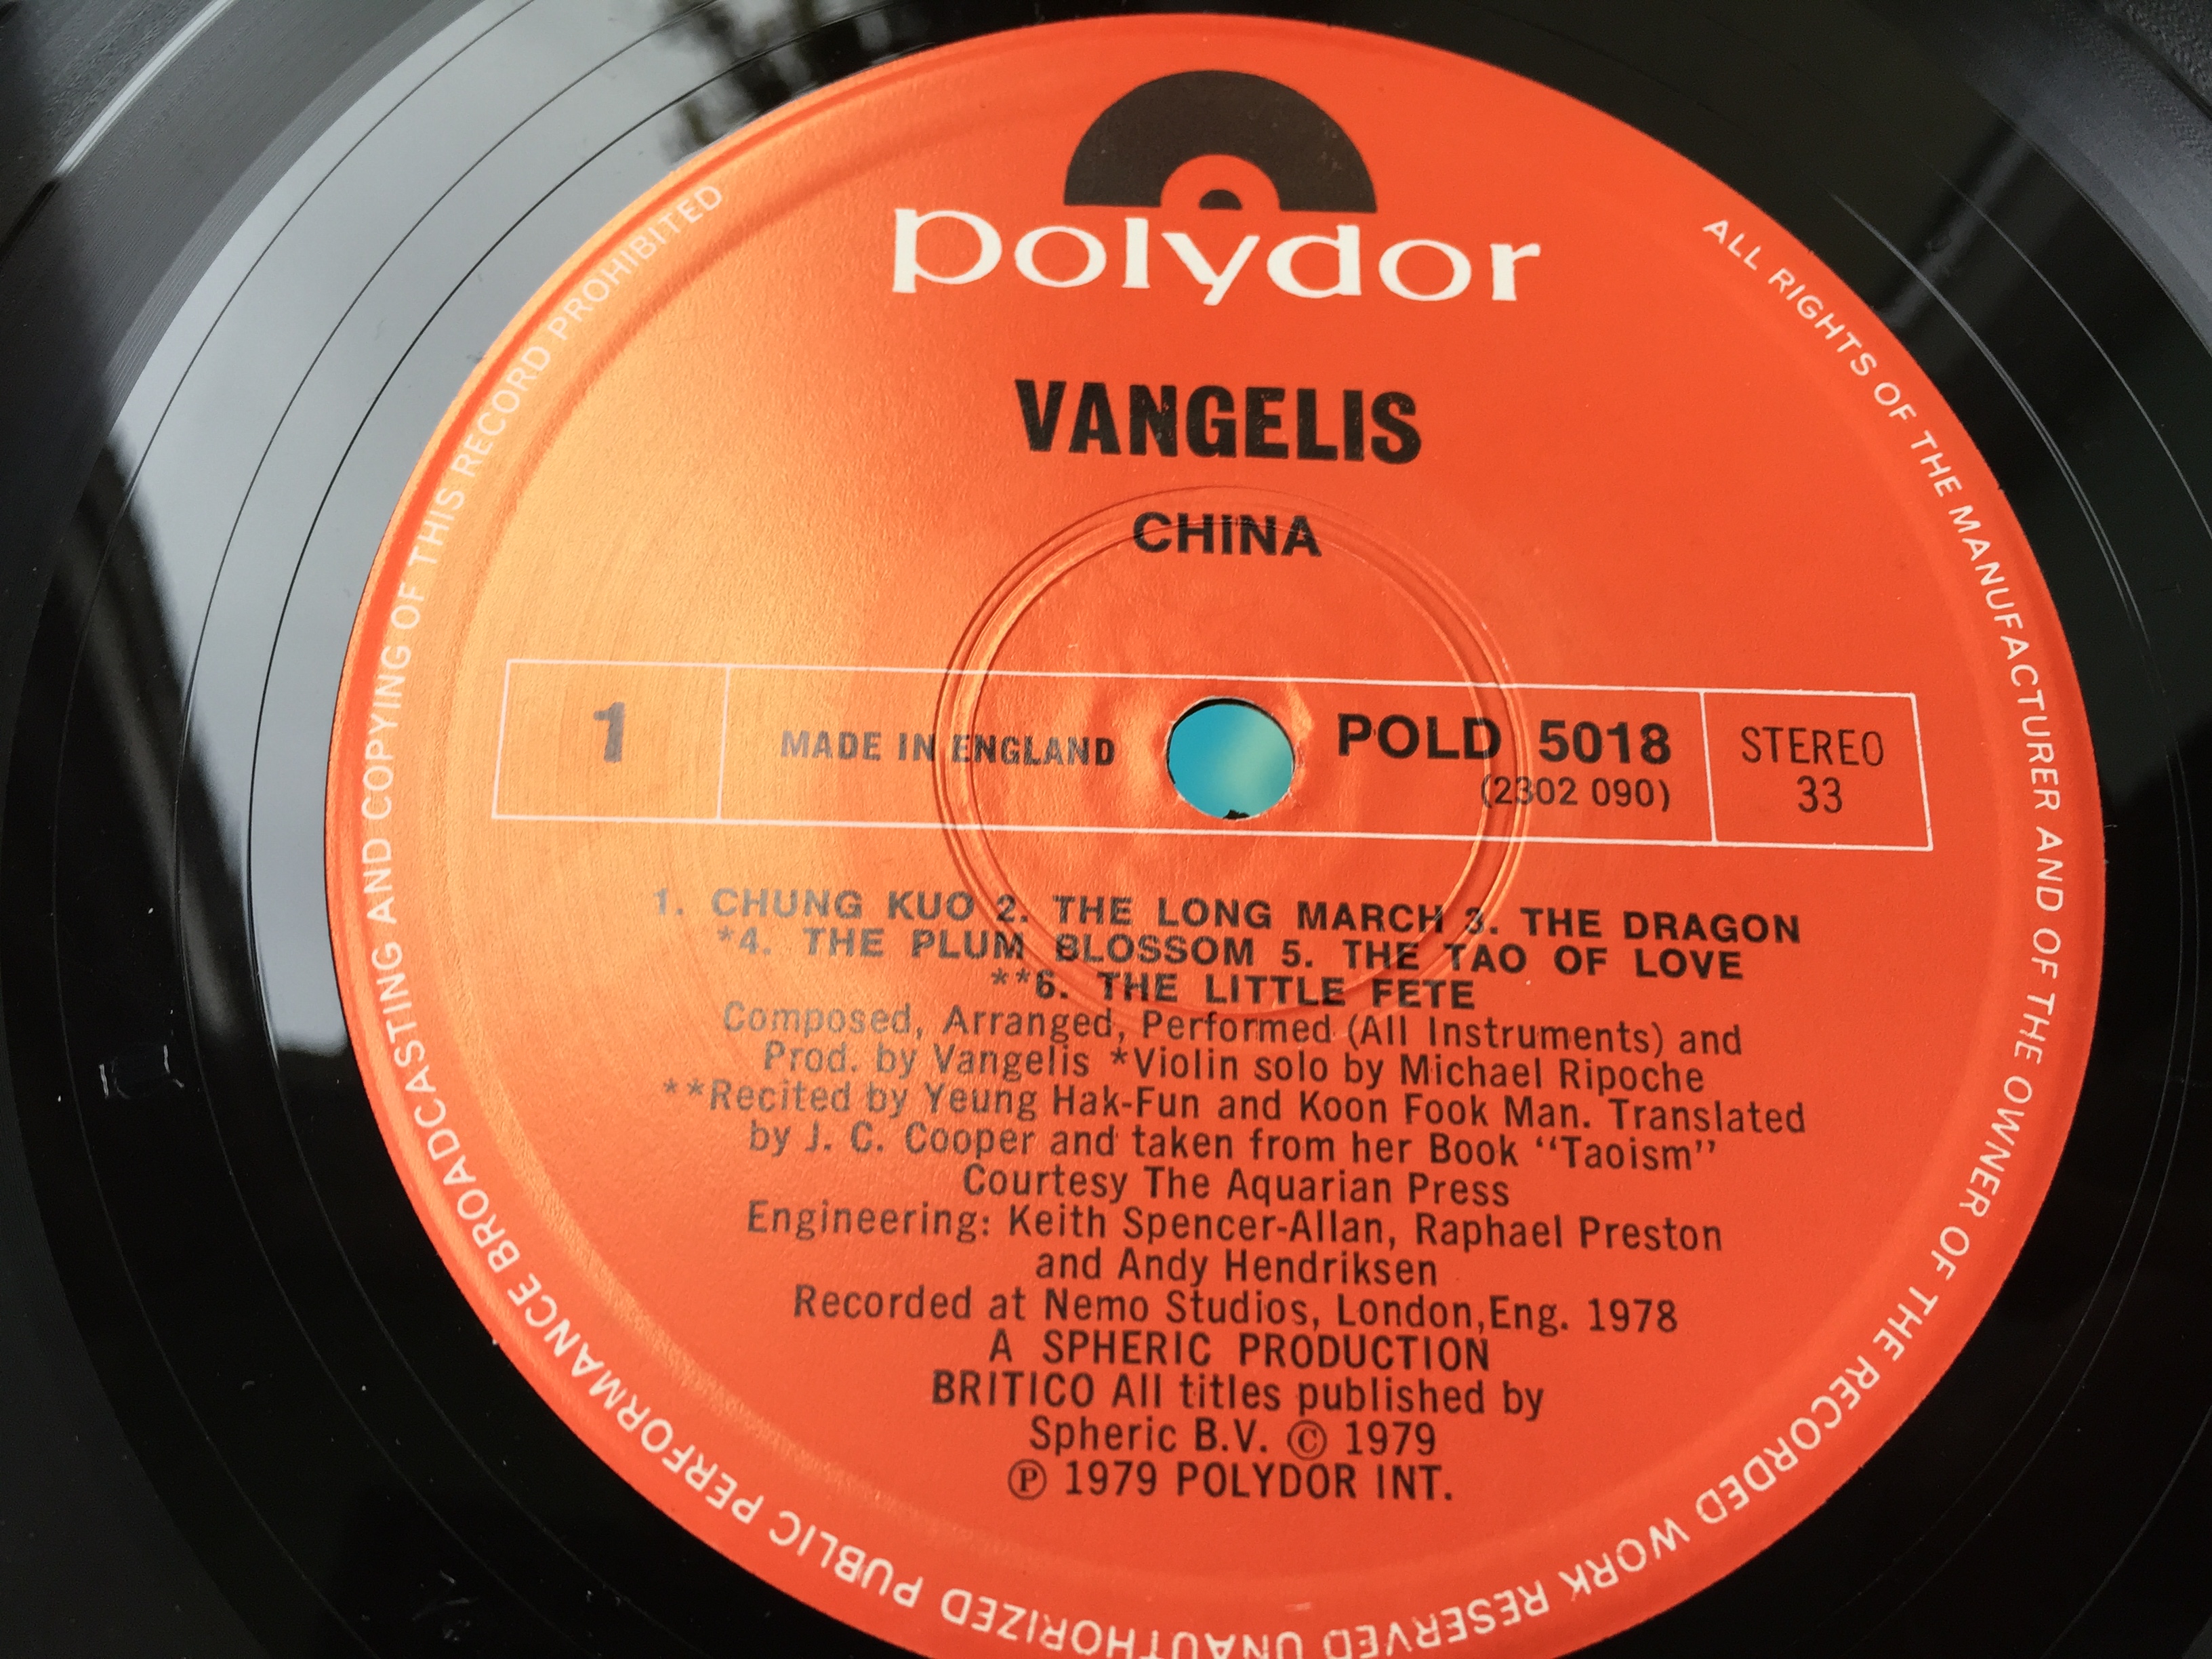 polydor
VANGELIS
CHINA
1
MADE IN ENGLAND
POLD 5018
(2302 090)
STEREO
33
1. CHUNG KUO 2. THE LONG MARCH 3. THE DRAGON
*4. THE PLUM BLOSSOM 5. THE TAO OF LOVE
**6. THE LITTLE FETE
Composed, Arranged, Performed (All Instruments) and
Prod. by Vangelis *Violin solo by Michael Ripoche
**Recited by Yeung Hak-Fun and Koon Fook Man. Translated
by J. C. Cooper and taken from her Book “Taoism”
Courtesy The Aquarian Press
Engineering: Keith Spencer-Allan, Raphael Preston
and Andy Hendriksen
Recorded at Nemo Studios, London,Eng. 1978
A SPHERIC PRODUCTION
BRITICO All titles published by
Spheric B.V. © 1979
℗ 1979 POLYDOR INT.
ALL RIGHTS OF THE MANUFACTURER AND OF THE OWNER OF THE RECORDED WORK RESERVED UNAUTHORIZED PUBLIC PERFORMANCE BROADCASTING AND COPYING OF THIS RECORD PROHIBITED